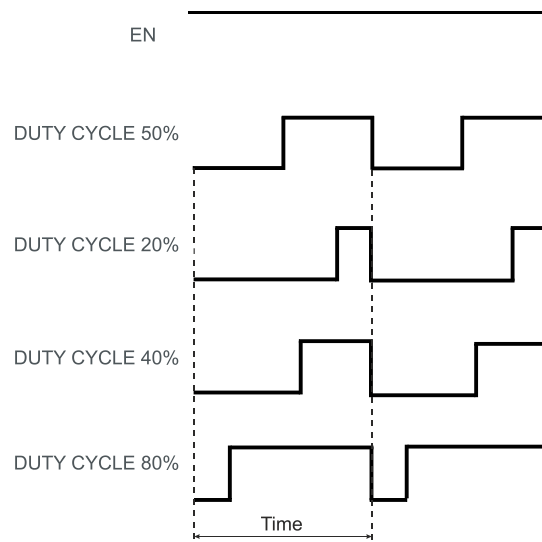 EN
DUTY CYCLE 50%
DUTY CYCLE 20%
DUTY CYCLE 40%
DUTY CYCLE 80%
Time